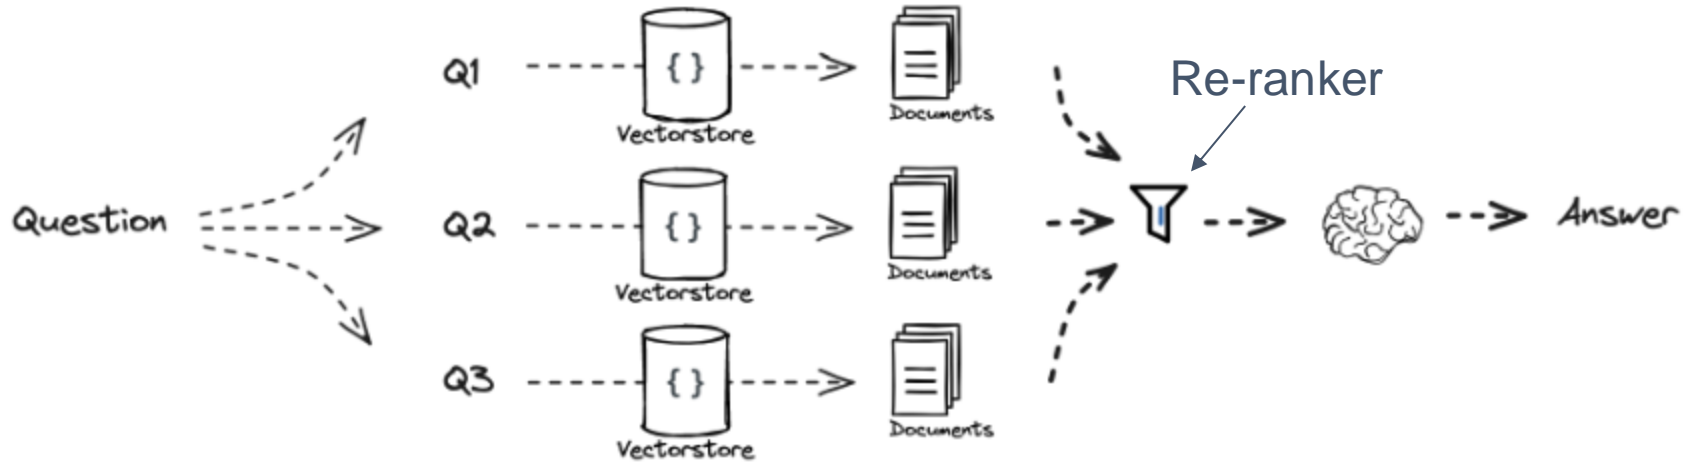 Question
Q1
{ }
Vectorstore
Documents
Q2
{ }
Vectorstore
Documents
Q3
{ }
Vectorstore
Documents
Re-ranker
Answer